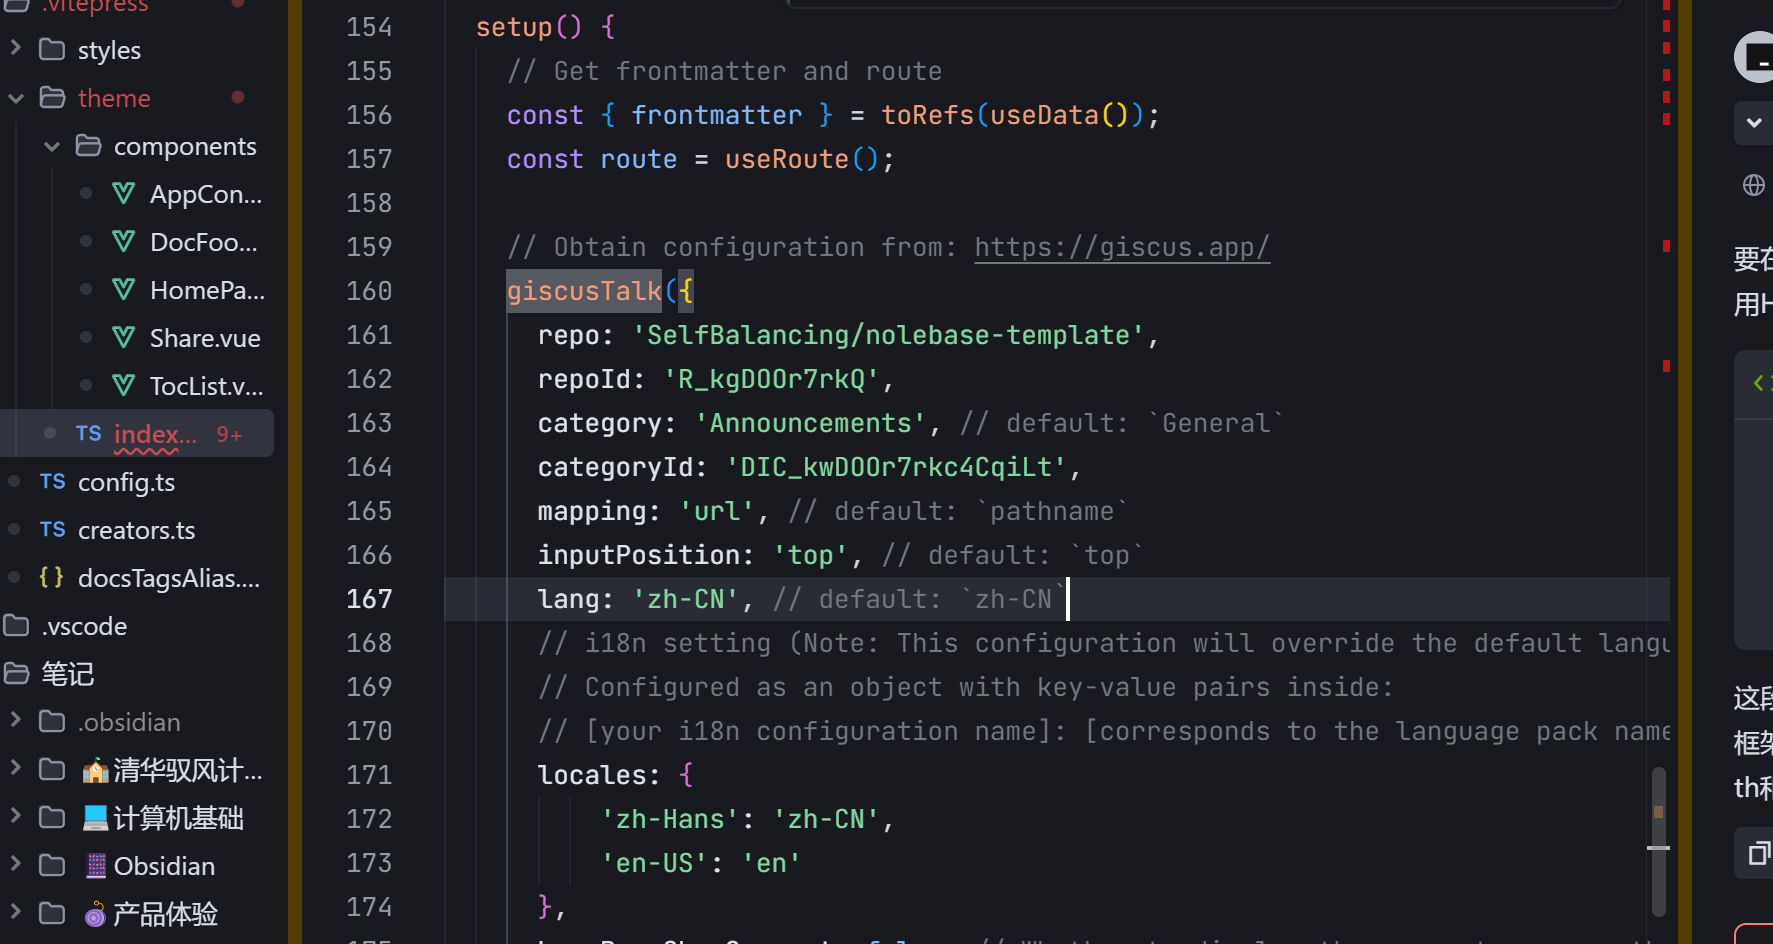 .vitepress
styles
theme
components
AppCon...
DocFoo...
HomePa...
Share.vue
TocList.v...
TS index... 9+
TS config.ts
TS creators.ts
{} docsTagsAlias....
.vscode
笔记
.obsidian
清华驭风计...
计算机基础
Obsidian
产品体验
154 setup() {
155 // Get frontmatter and route
156 const { frontmatter } = toRefs(useData());
157 const route = useRoute();
158
159 // Obtain configuration from: https://giscus.app/
160 giscusTalk({
161 repo: 'SelfBalancing/nolebase-template',
162 repoId: 'R_kgDOOr7rkQ',
163 category: 'Announcements', // default: `General`
164 categoryId: 'DIC_kwDOOr7rkc4CqiLt',
165 mapping: 'url', // default: `pathname`
166 inputPosition: 'top', // default: `top`
167 lang: 'zh-CN', // default: `zh-CN`
168 // i18n setting (Note: This configuration will override the default langu
169 // Configured as an object with key-value pairs inside:
170 // [your i18n configuration name]: [corresponds to the language pack name
171 locales: {
172 'zh-Hans': 'zh-CN',
173 'en-US': 'en'
174 },
要在
用H
这段
框架
th和